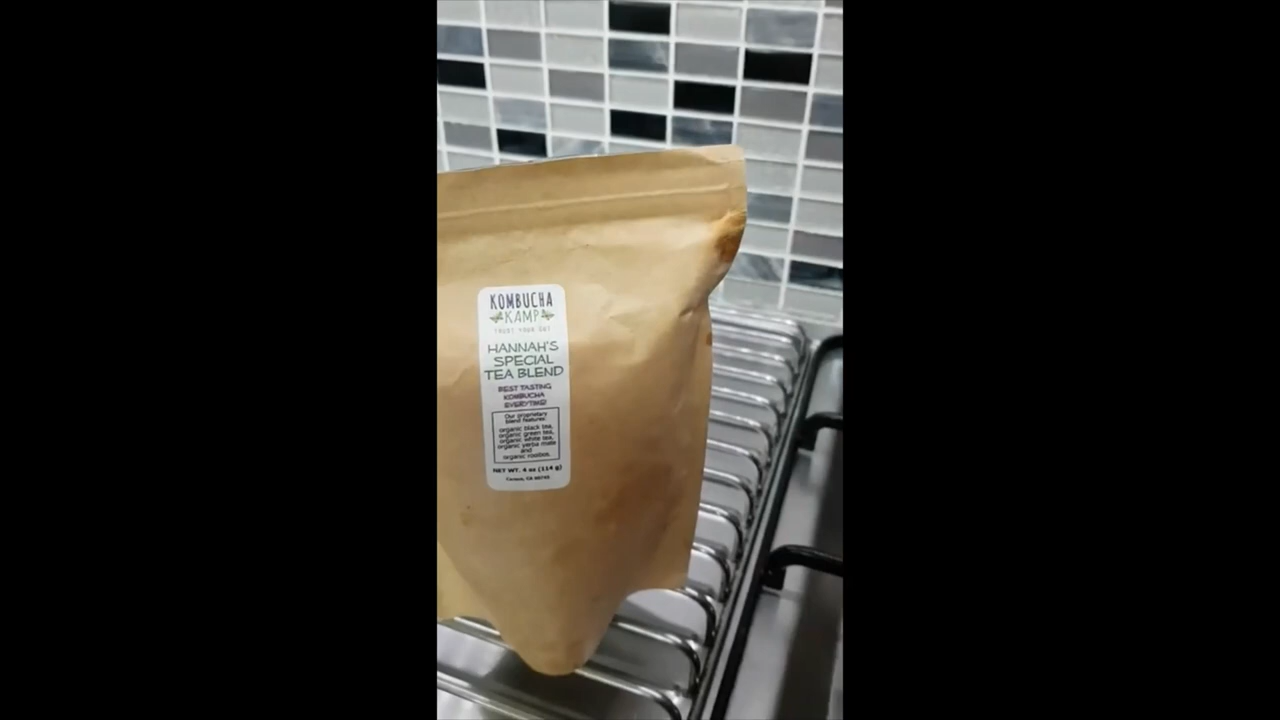 KOMBUCHA
KAMP
TRUST YOUR GUT
HANNAH'S
SPECIAL
TEA BLEND
BEST TASTING
KOMBUCHA
EVERYTIME!
Our proprietary
blend features:
organic black tea,
organic green tea,
organic white tea,
organic yerba mate
and
organic rooibos.
NET WT. 4 oz (114 g)